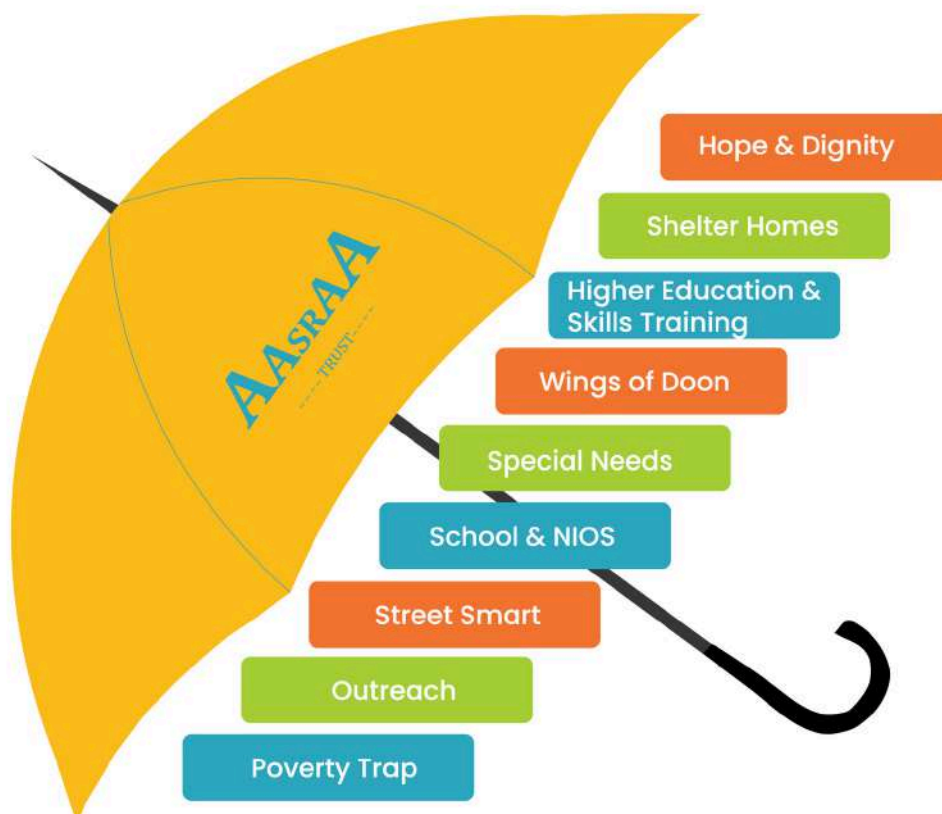 Hope & Dignity
Shelter Homes
Higher Education &
Skills Training
Wings of Doon
AASRAA
----TRUST----
Special Needs
School & NIOS
Street Smart
Outreach
Poverty Trap